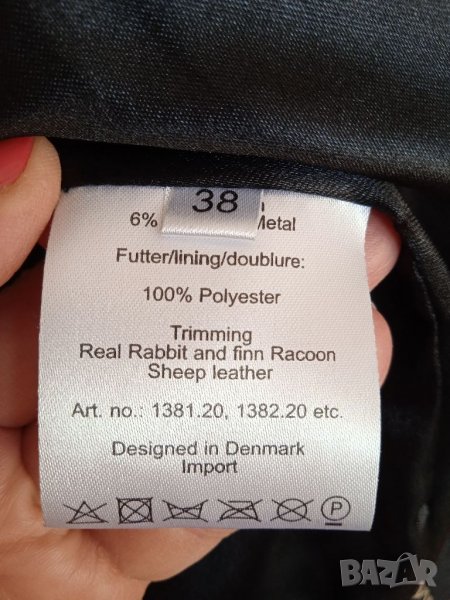 38
6% Metal
Futter/lining/doublure:
100% Polyester
Trimming
Real Rabbit and finn Racoon
Sheep leather
Art. no.: 1381.20, 1382.20 etc.
Designed in Denmark
Import
P
BAZAR